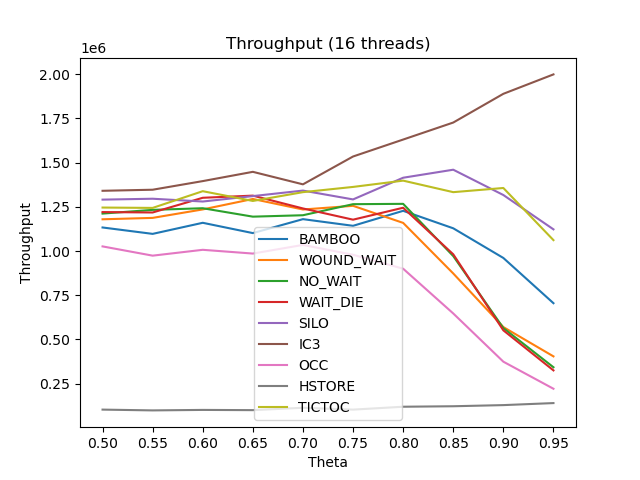 Throughput (16 threads)
1e6
2.00
1.75
1.50
1.25
1.00
0.75
0.50
0.25
Throughput
BAMBOO
WOUND_WAIT
NO_WAIT
WAIT_DIE
SILO
IC3
OCC
HSTORE
TICTOC
0.50 0.55 0.60 0.65 0.70 0.75 0.80 0.85 0.90 0.95
Theta